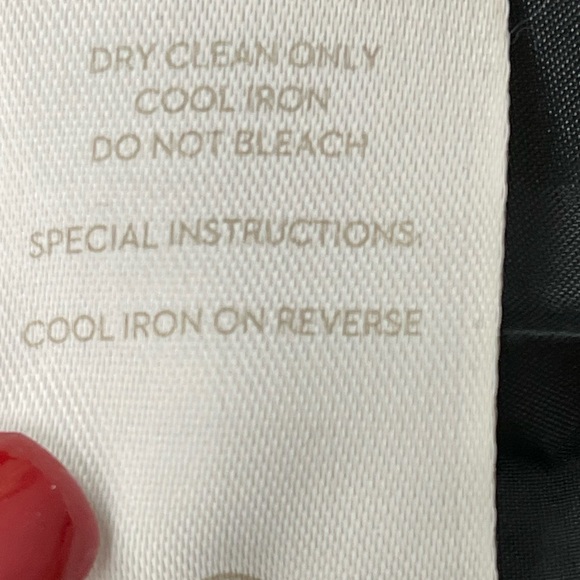 DRY CLEAN ONLY
COOL IRON
DO NOT BLEACH
SPECIAL INSTRUCTIONS:
COOL IRON ON REVERSE